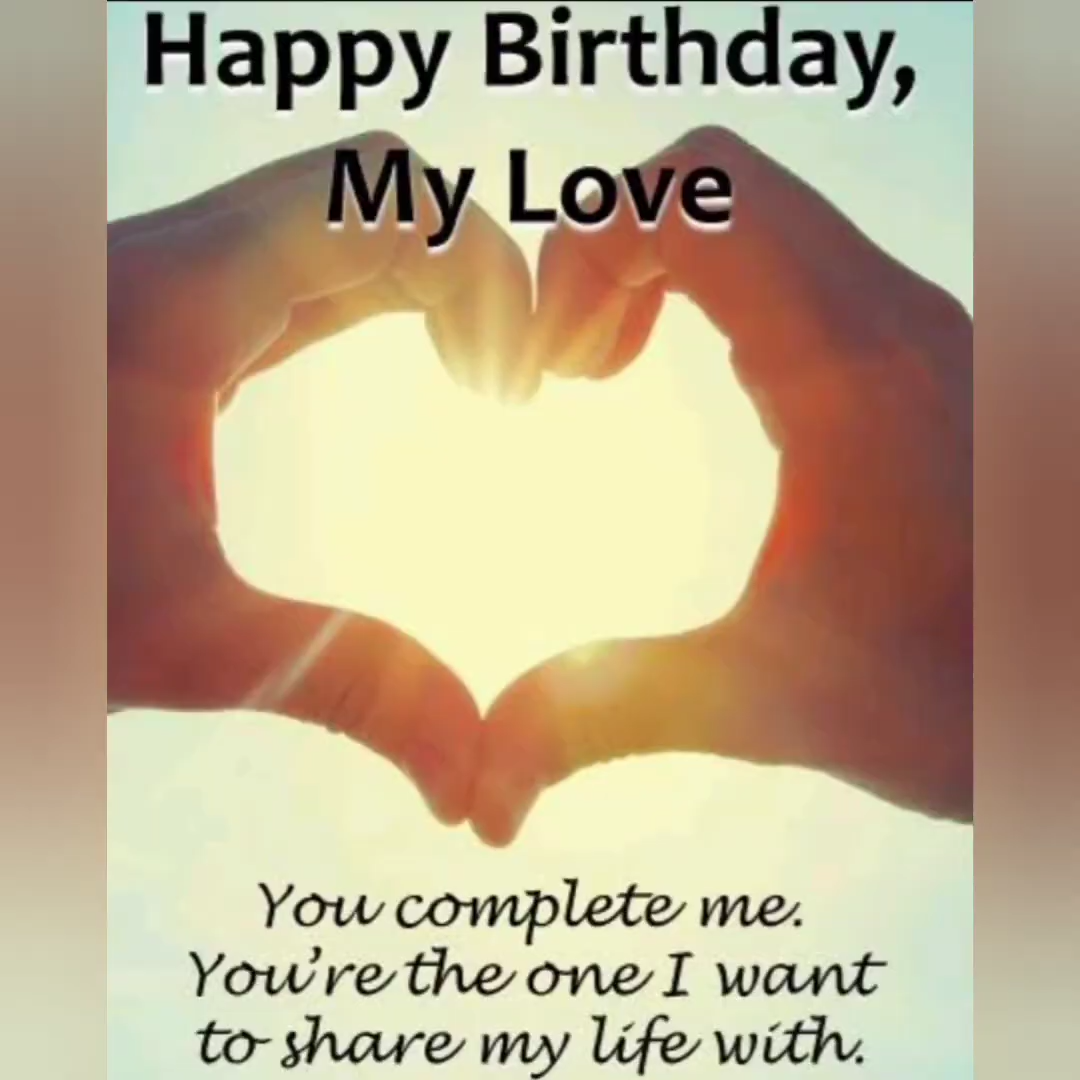 Happy Birthday,
My Love
You complete me.
You're the one I want
to share my life with.